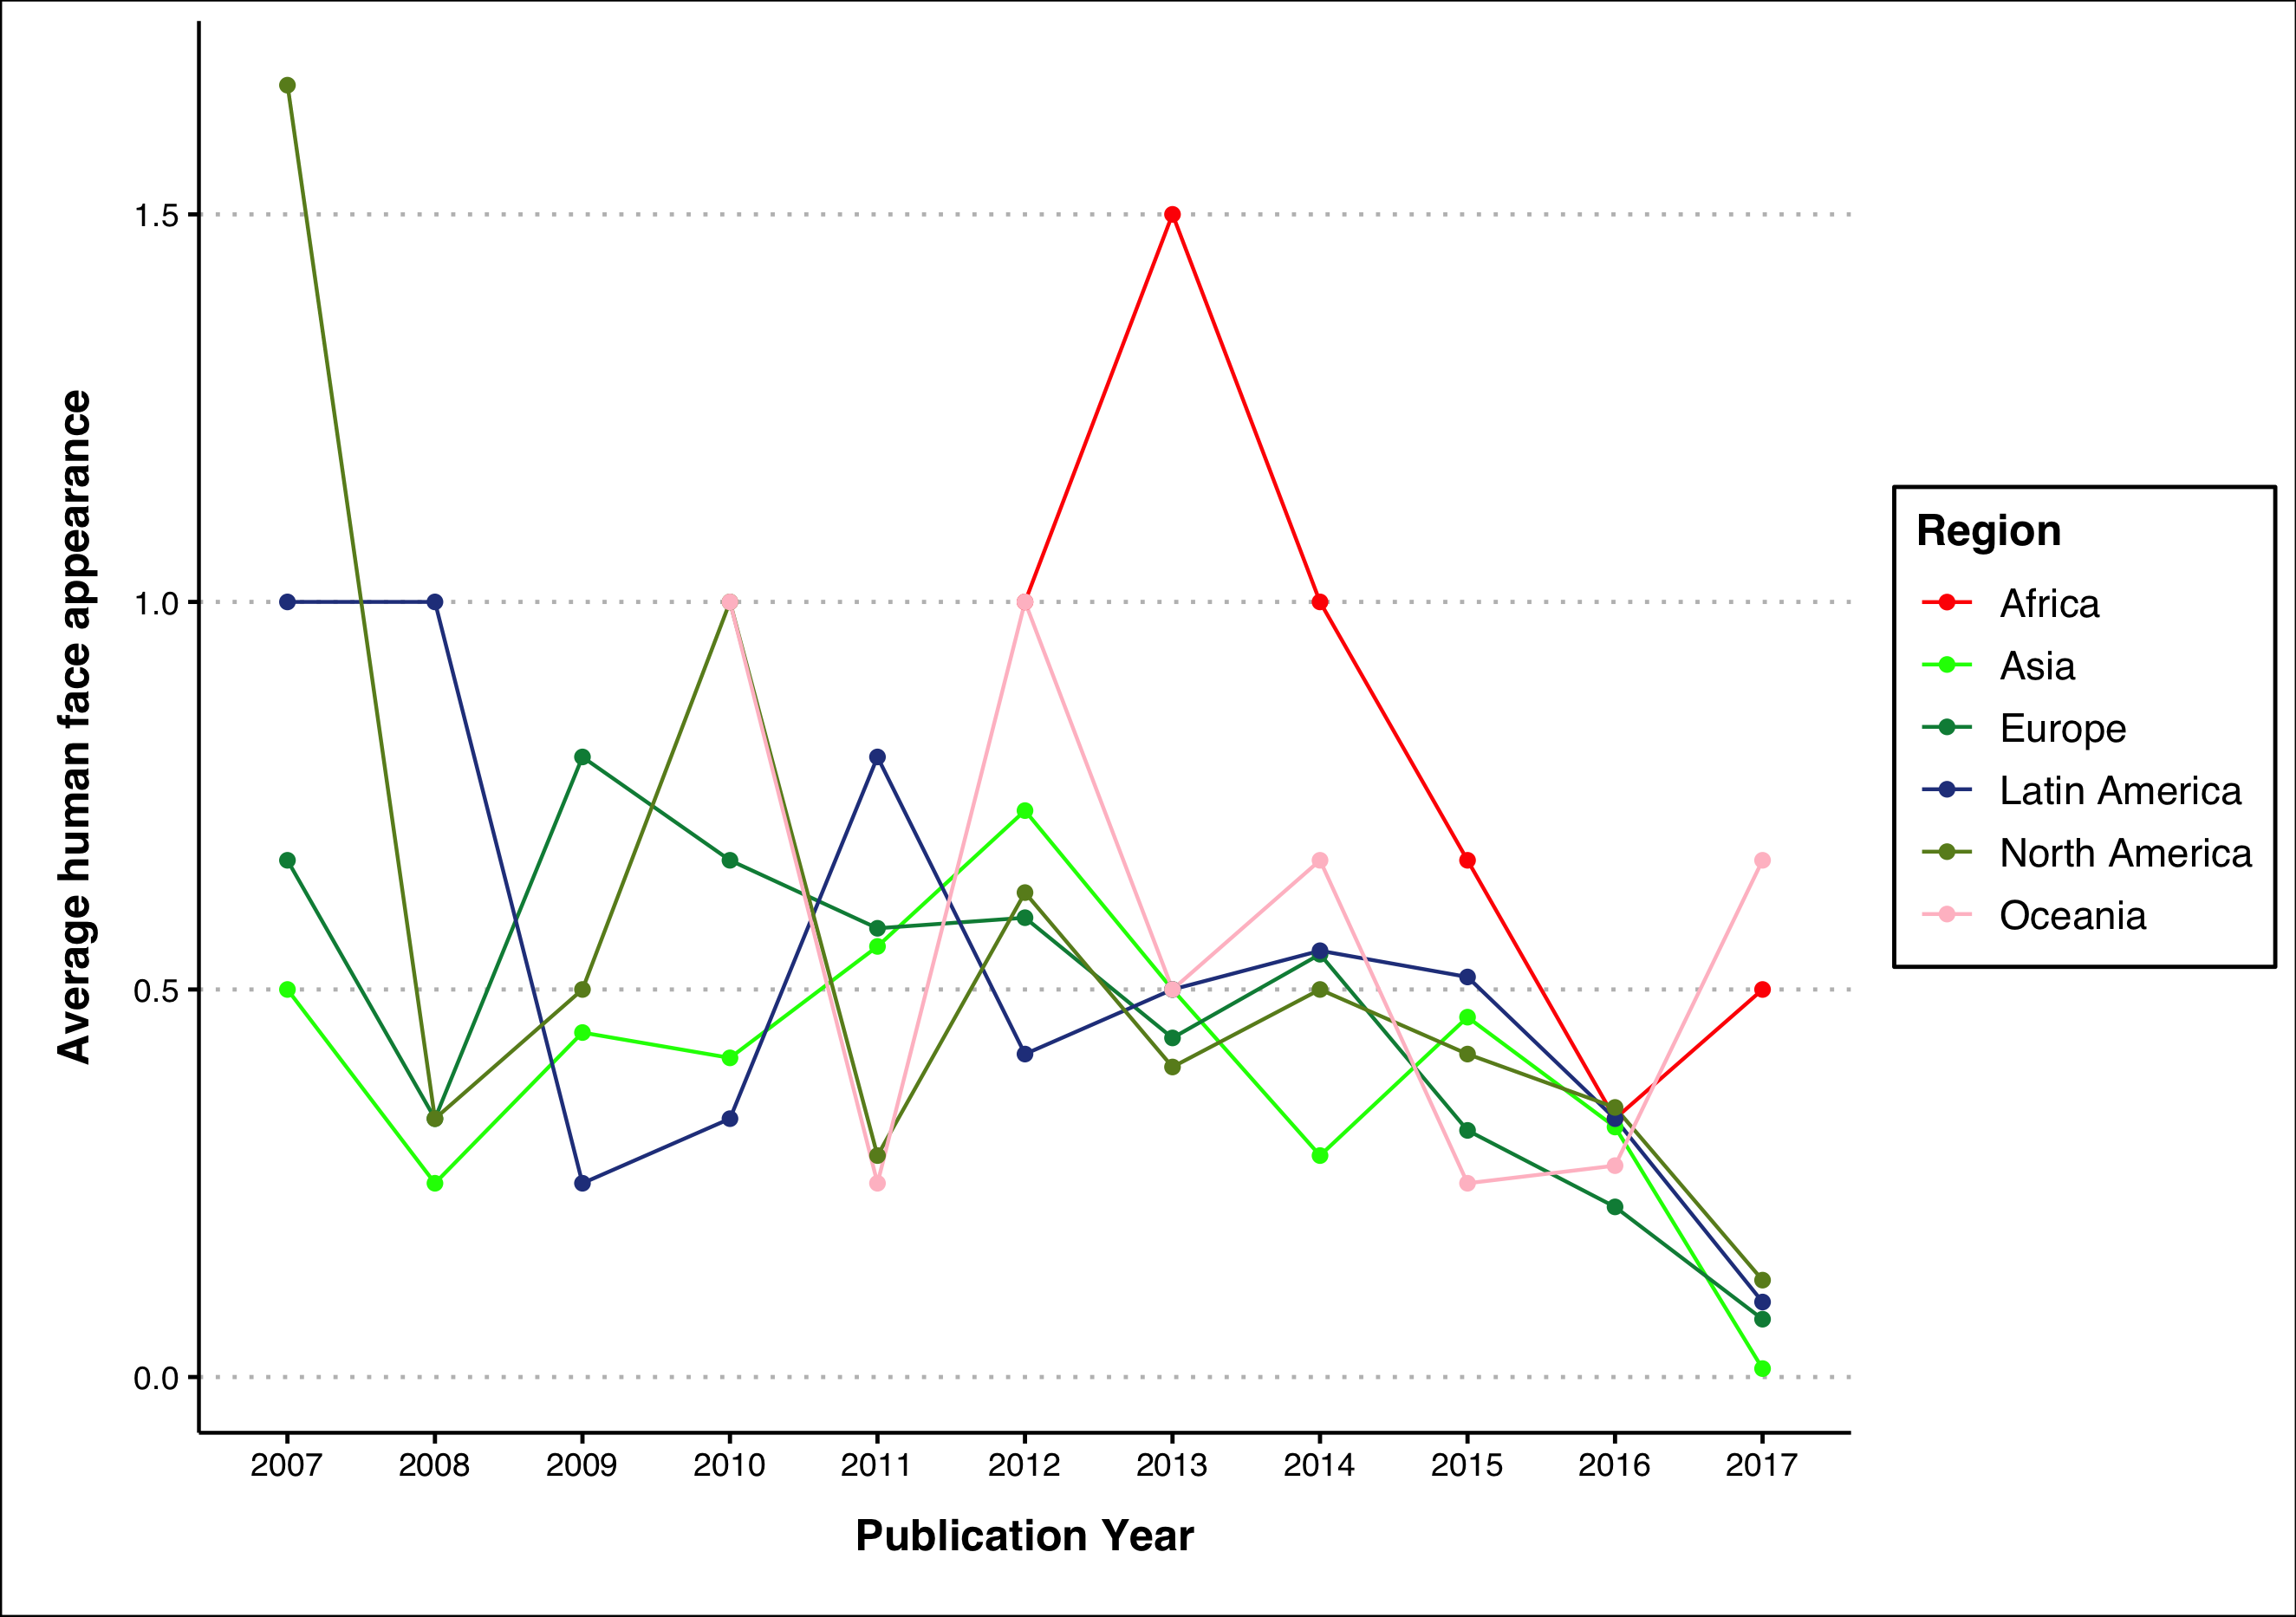 Average human face appearance
1.5
1.0
0.5
0.0
2007 2008 2009 2010 2011 2012 2013 2014 2015 2016 2017
Publication Year
Region
Africa
Asia
Europe
Latin America
North America
Oceania